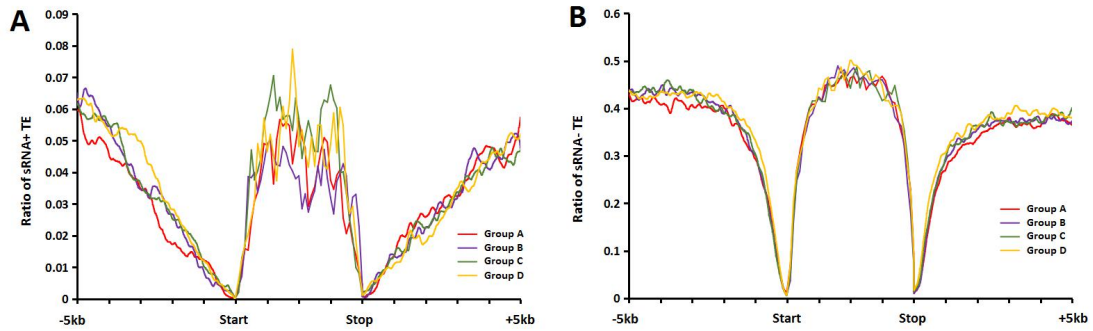 A
Ratio of sRNA- TE
0.09
0.08
0.07
0.06
0.05
0.04
0.03
0.02
0.01
0
Group A
Group B
Group C
Group D
-5kb
Start
Stop
+5kb
B
Ratio of sRNA- TE
0.6
0.5
0.4
0.3
0.2
0.1
0
Group A
Group B
Group C
Group D
-5kb
Start
Stop
+5kb